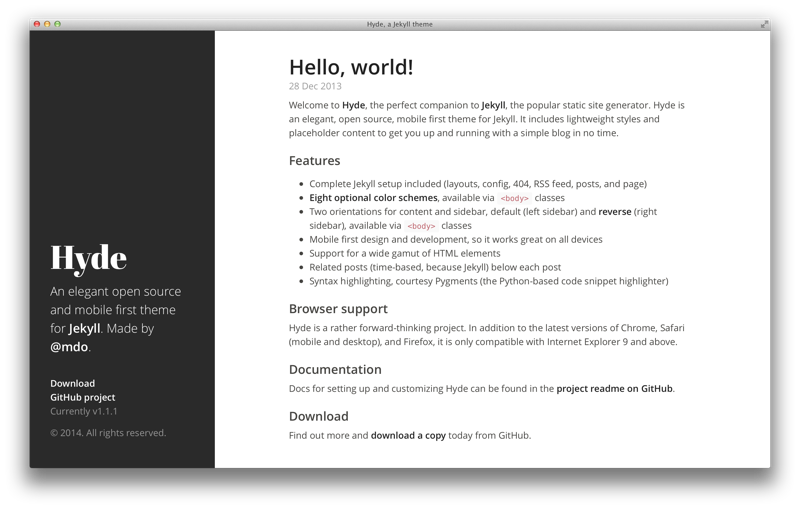 Hyde, a Jekyll theme
Hyde
An elegant open source
and mobile first theme
for Jekyll. Made by
@mdo.
Download
GitHub project
Currently v1.1.1
© 2014. All rights reserved.
Hello, world!
28 Dec 2013
Welcome to Hyde, the perfect companion to Jekyll, the popular static site generator. Hyde is
an elegant, open source, mobile first theme for Jekyll. It includes lightweight styles and
placeholder content to get you up and running with a simple blog in no time.
Features
• Complete Jekyll setup included (layouts, config, 404, RSS feed, posts, and page)
• Eight optional color schemes, available via <body> classes
• Two orientations for content and sidebar, default (left sidebar) and reverse (right
sidebar), available via <body> classes
• Mobile first design and development, so it works great on all devices
• Support for a wide gamut of HTML elements
• Related posts (time-based, because Jekyll) below each post
• Syntax highlighting, courtesy Pygments (the Python-based code snippet highlighter)
Browser support
Hyde is a rather forward-thinking project. In addition to the latest versions of Chrome, Safari
(mobile and desktop), and Firefox, it is only compatible with Internet Explorer 9 and above.
Documentation
Docs for setting up and customizing Hyde can be found in the project readme on GitHub.
Download
Find out more and download a copy today from GitHub.